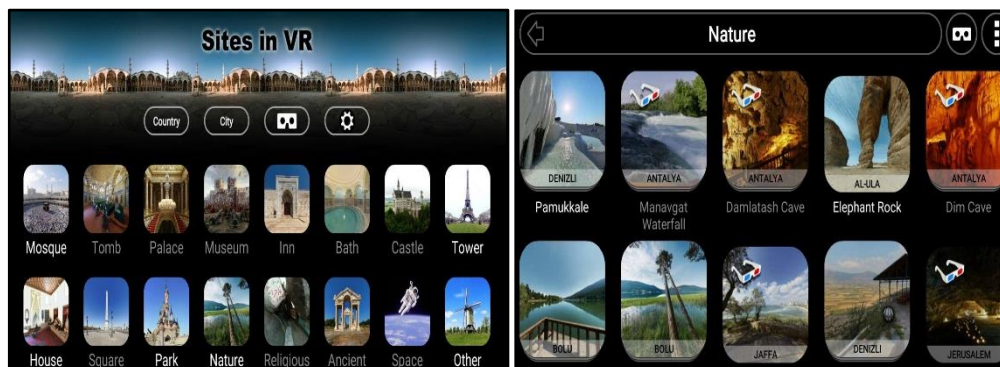 Sites in VR
Country City
Mosque Tomb Palace Museum Inn Bath Castle Tower
House Square Park Nature Religious Ancient Space Other
Nature
DENIZLI ANTALYA ANTALYA AL-ULA ANTALYA
Pamukkale Manavgat Waterfall Damlatash Cave Elephant Rock Dim Cave
BOLU BOLU JAFFA DENIZLI JERUSALEM